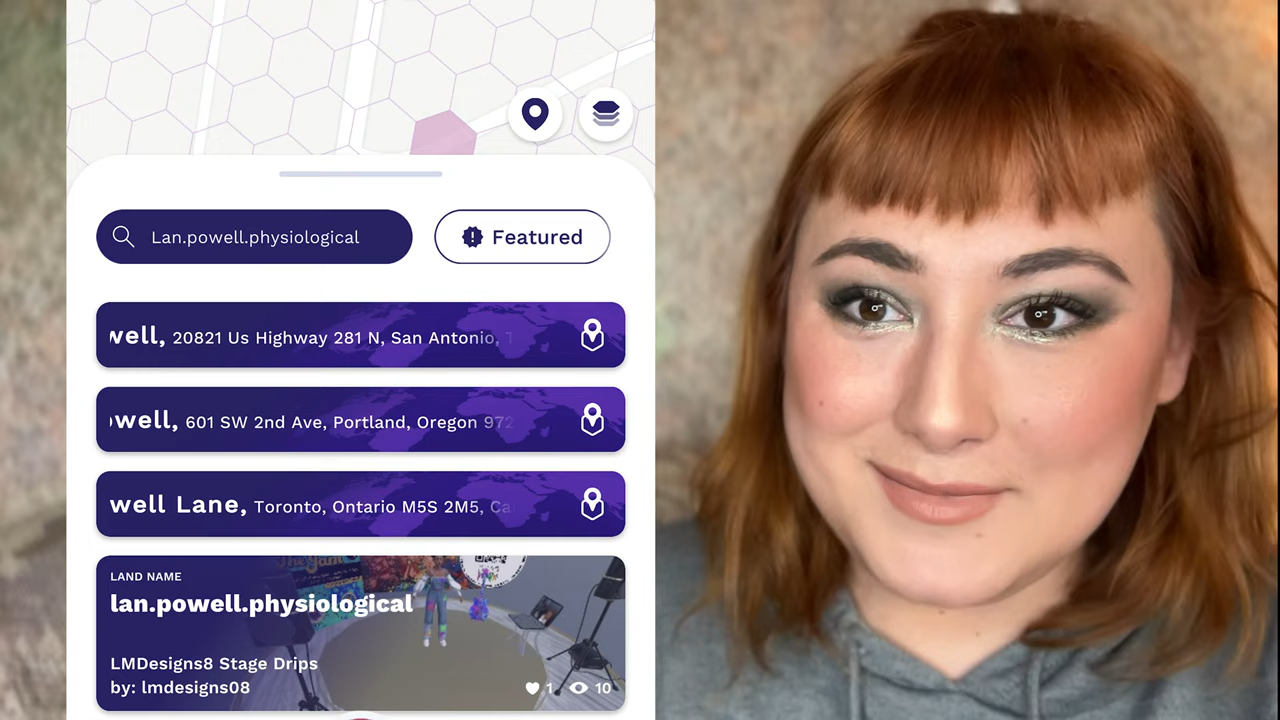 Lan.powell.physiological
Featured
well, 20821 Us Highway 281 N, San Antonio,
well, 601 SW 2nd Ave, Portland, Oregon 972
well Lane, Toronto, Ontario M5S 2M5, Ca
LAND NAME
lan.powell.physiological
LMDesigns8 Stage Drips
by: lmdesigns08
1 10